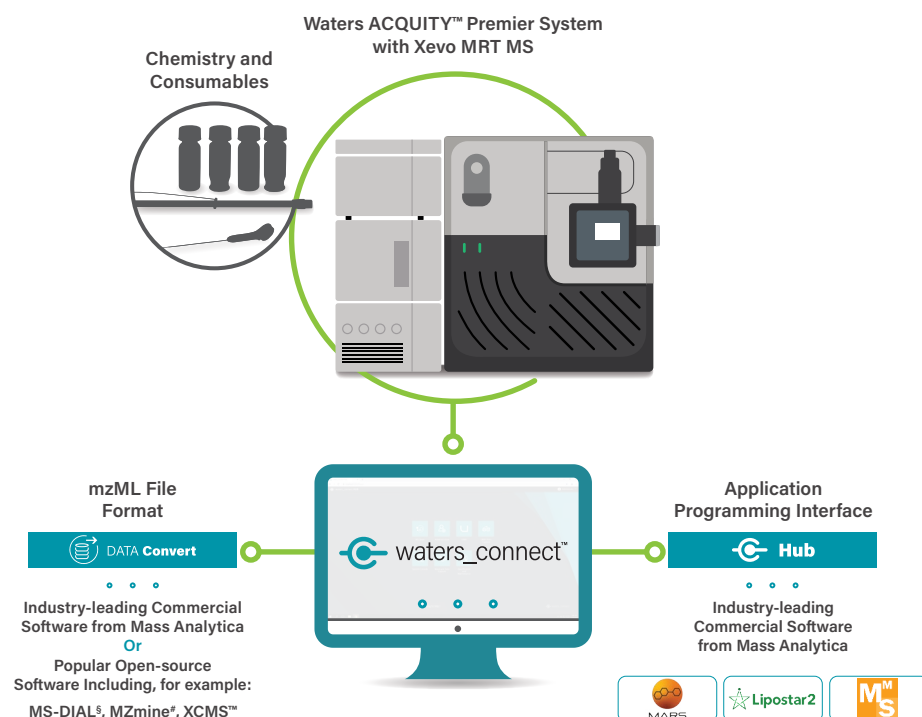 Waters ACQUITY™ Premier System
with Xevo MRT MS
Chemistry and
Consumables
mzML File
Format
DATA Convert
Industry-leading Commercial
Software from Mass Analytica
Or
Popular Open-source
Software Including, for example:
MS-DIAL§, MZmine#, XCMS™
waters_connect™
Application
Programming Interface
Hub
Industry-leading
Commercial Software
from Mass Analytica
MARS
Lipostar2
MMS